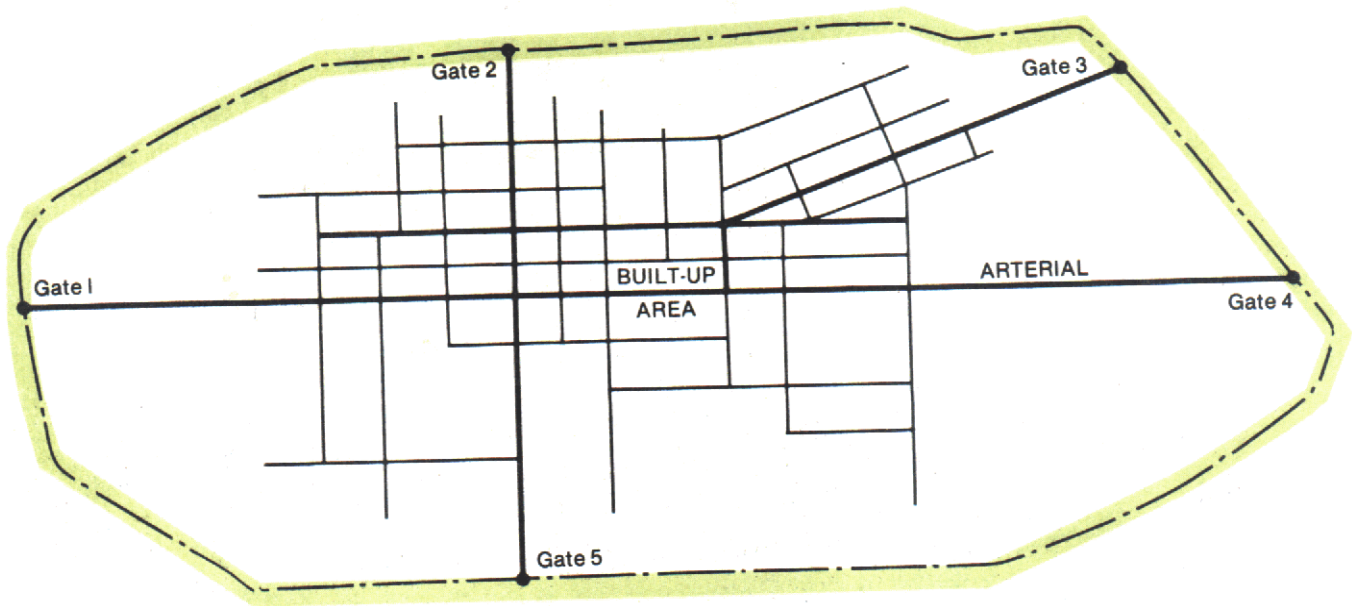 Gate 2
Gate 3
Gate I
BUILT-UP
AREA
ARTERIAL
Gate 4
Gate 5